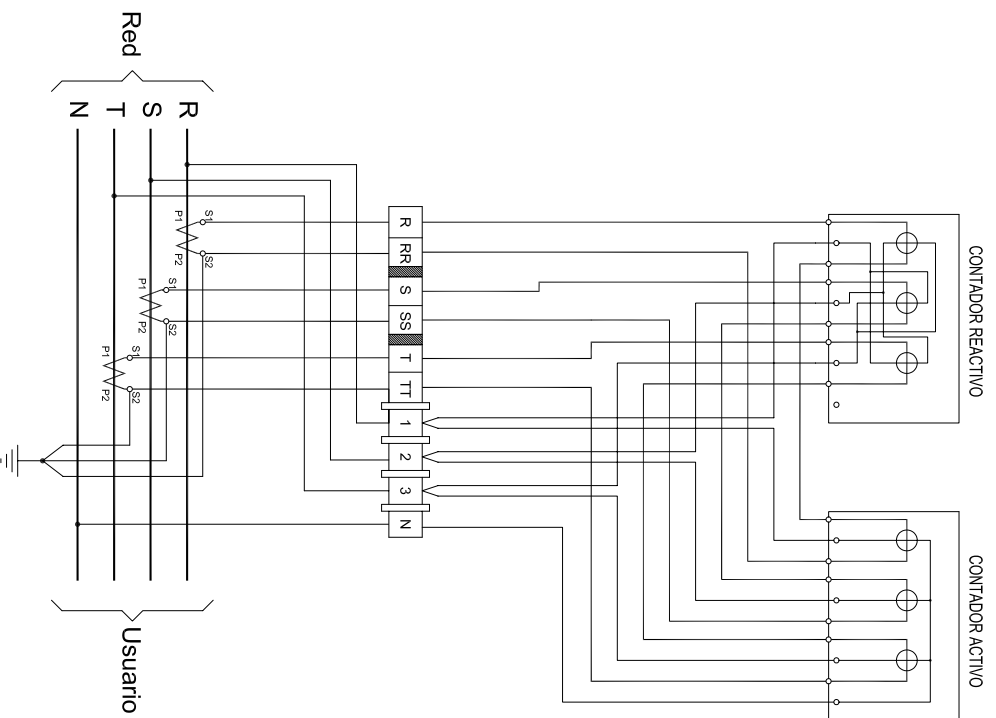 CONTADOR REACTIVO
CONTADOR ACTIVO
R RR S SS T TT 1 2 3 N
S1 S2
P1 P2
S1 S2
P1 P2
S1 S2
P1 P2
R
S
T
N
Red
Usuario